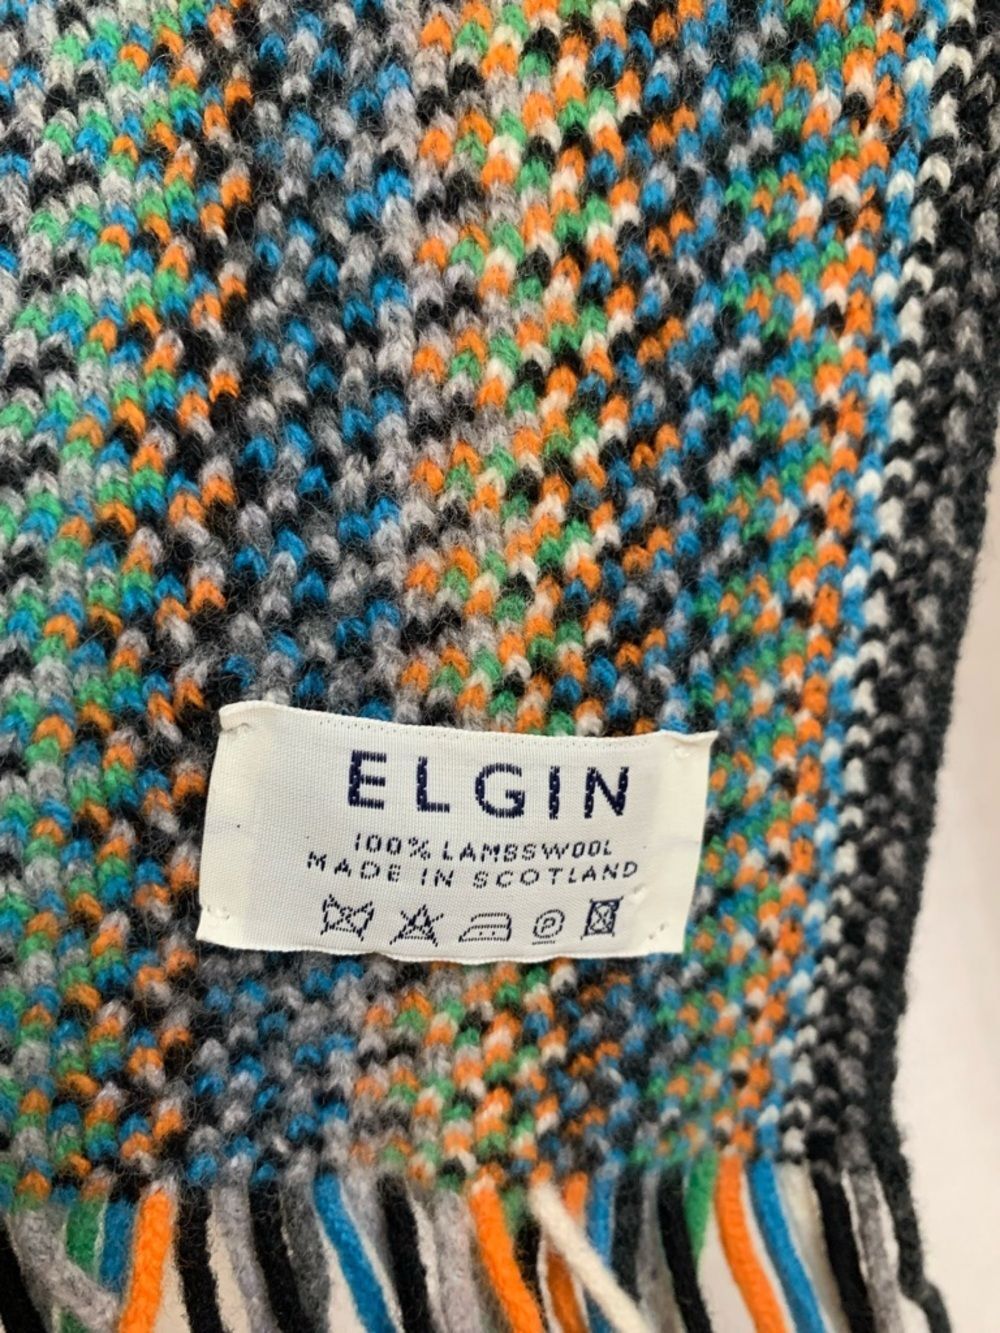 ELGIN
100% LAMBSWOOL
MADE IN SCOTLAND
P